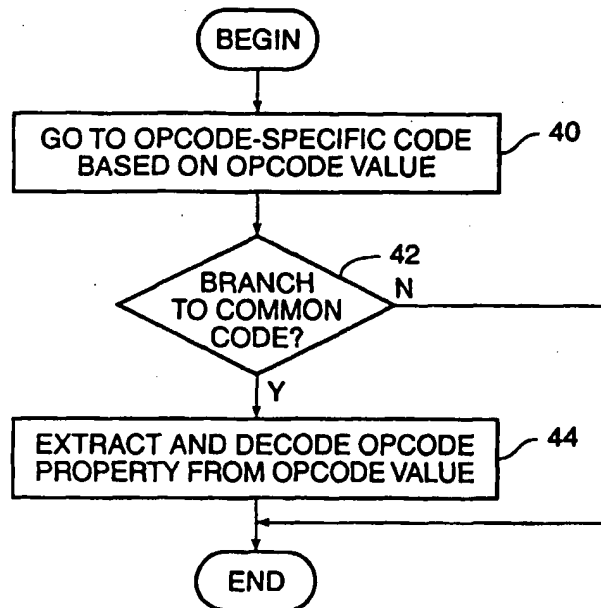 BEGIN
GO TO OPCODE-SPECIFIC CODE
BASED ON OPCODE VALUE
40
42
BRANCH
TO COMMON
CODE?
N
Y
EXTRACT AND DECODE OPCODE
PROPERTY FROM OPCODE VALUE
44
END